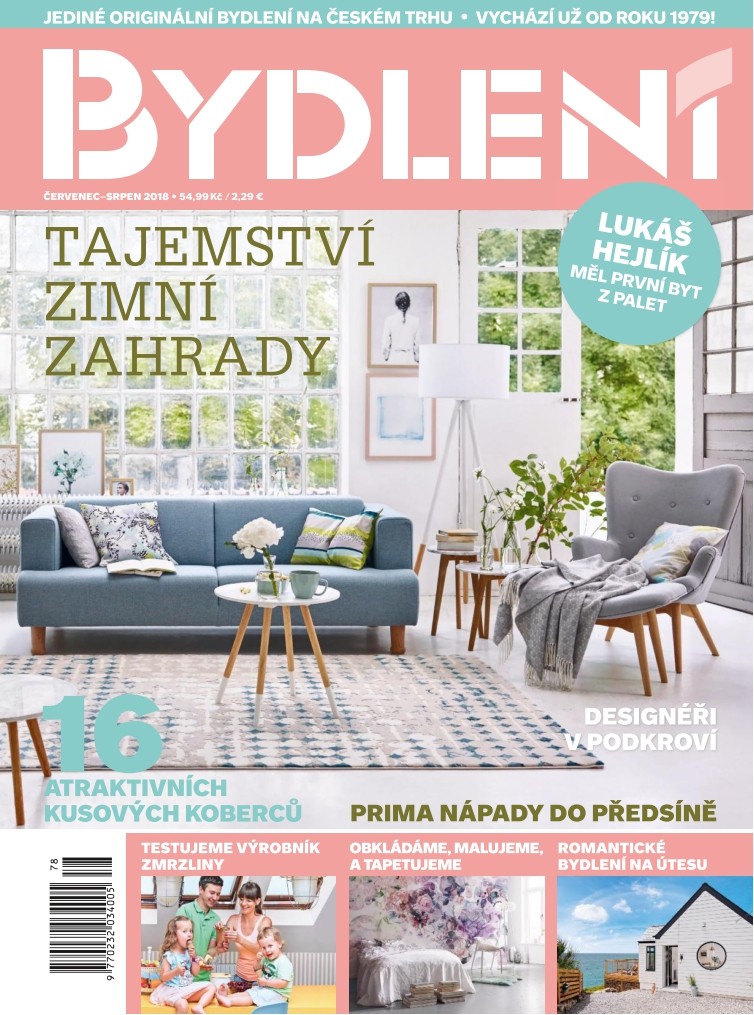 JEDINÉ ORIGINÁLNÍ BYDLENÍ NA ČESKÉM TRHU • VYCHÁZÍ UŽ OD ROKU 1979!
BYDLENÍ
ČERVENEC–SRPEN 2018 • 54,99 Kč / 2,29 €
TAJEMSTVÍ
ZIMNÍ
ZAHRADY
LUKÁŠ
HEJLÍK
MĚL PRVNÍ BYT
Z PALET
DESIGNÉŘI
V PODKROVÍ
16
ATRAKTIVNÍCH
KUSOVÝCH KOBERCŮ
PRIMA NÁPADY DO PŘEDSÍNĚ
78
9 770232 034005
TESTUJEME VÝROBNÍK
ZMRZLINY
OBKLÁDÁME, MALUJEME,
A TAPETUJEME
ROMANTICKÉ
BYDLENÍ NA ÚTESU